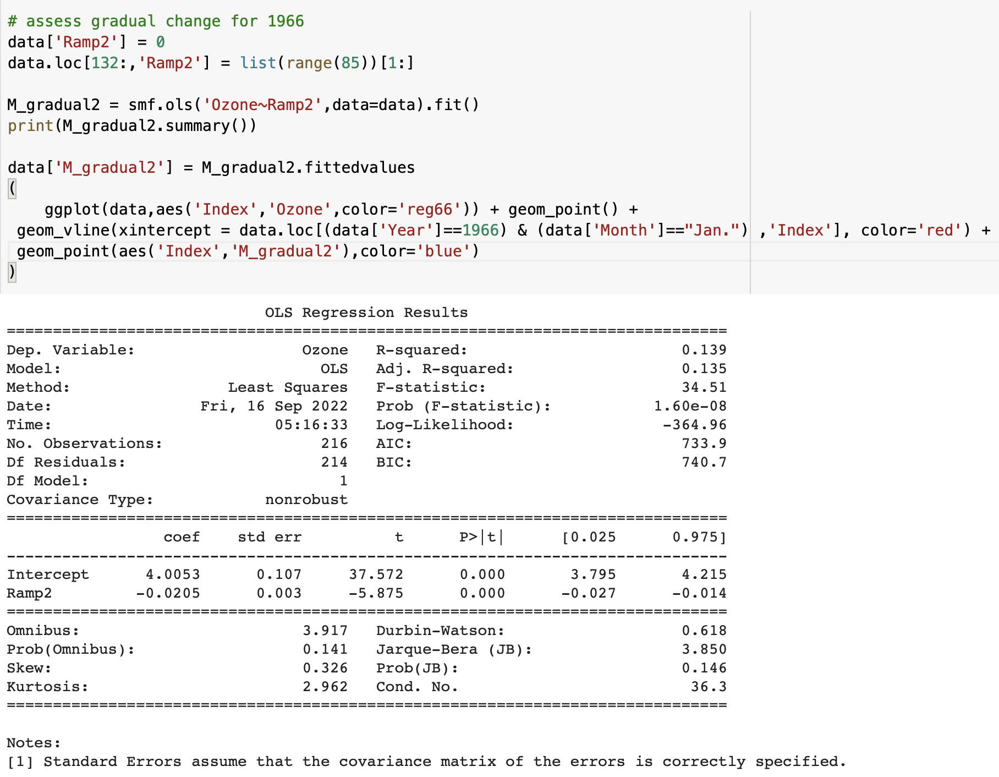 # assess gradual change for 1966
data['Ramp2'] = 0
data.loc[132:,'Ramp2'] = list(range(85))[1:]

M_gradual2 = smf.ols('Ozone~Ramp2',data=data).fit()
print(M_gradual2.summary())

data['M_gradual2'] = M_gradual2.fittedvalues
(
    ggplot(data,aes('Index','Ozone',color='reg66')) + geom_point() +
 geom_vline(xintercept = data.loc[(data['Year']==1966) & (data['Month']=="Jan.") ,'Index'], color='red') +
 geom_point(aes('Index','M_gradual2'),color='blue')
)

                            OLS Regression Results
==============================================================================
Dep. Variable:                  Ozone   R-squared:                       0.139
Model:                            OLS   Adj. R-squared:                  0.135
Method:                 Least Squares   F-statistic:                     34.51
Date:                Fri, 16 Sep 2022   Prob (F-statistic):           1.60e-08
Time:                        05:16:33   Log-Likelihood:                -364.96
No. Observations:                 216   AIC:                             733.9
Df Residuals:                     214   BIC:                             740.7
Df Model:                           1
Covariance Type:            nonrobust
==============================================================================
                 coef    std err          t      P>|t|      [0.025      0.975]
------------------------------------------------------------------------------
Intercept      4.0053      0.107     37.572      0.000       3.795       4.215
Ramp2         -0.0205      0.003     -5.875      0.000      -0.027      -0.014
==============================================================================
Omnibus:                        3.917   Durbin-Watson:                   0.618
Prob(Omnibus):                  0.141   Jarque-Bera (JB):                3.850
Skew:                           0.326   Prob(JB):                        0.146
Kurtosis:                       2.962   Cond. No.                         36.3
==============================================================================

Notes:
[1] Standard Errors assume that the covariance matrix of the errors is correctly specified.